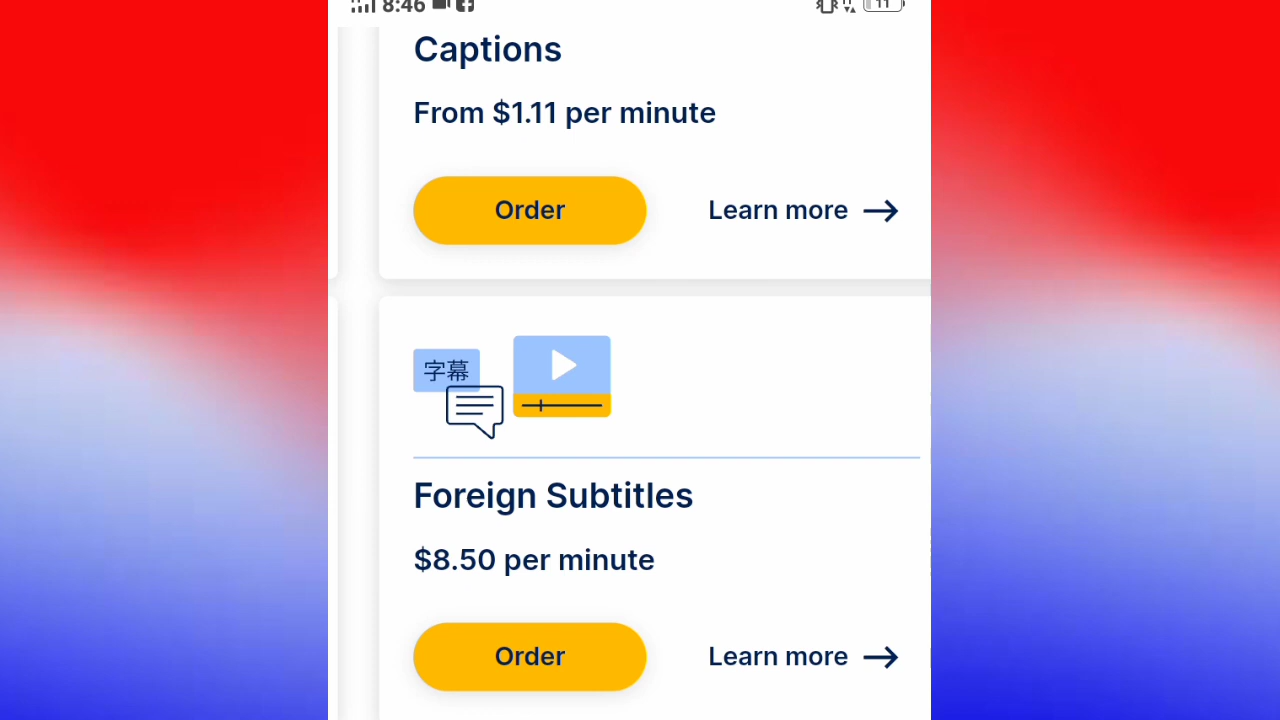 8:46 11
Captions
From $1.11 per minute
Order Learn more
字幕
Foreign Subtitles
$8.50 per minute
Order Learn more